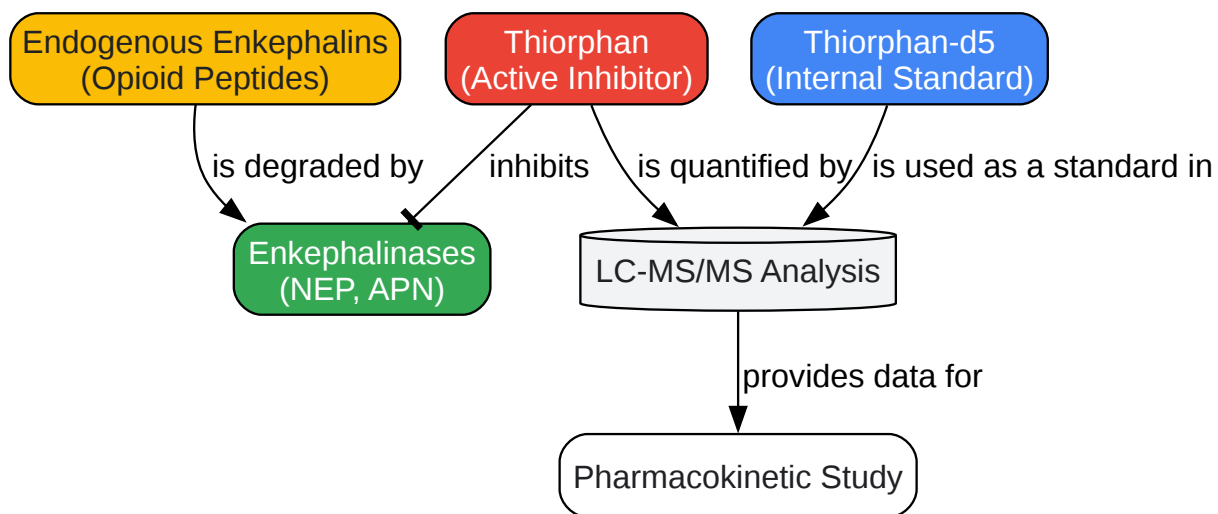 Endogenous Enkephalins
(Opioid Peptides)
Thiorphan
(Active Inhibitor)
Thiorphan-d5
(Internal Standard)
is degraded by
inhibits
is quantified by
is used as a standard in
Enkephalinases
(NEP, APN)
LC-MS/MS Analysis
provides data for
Pharmacokinetic Study